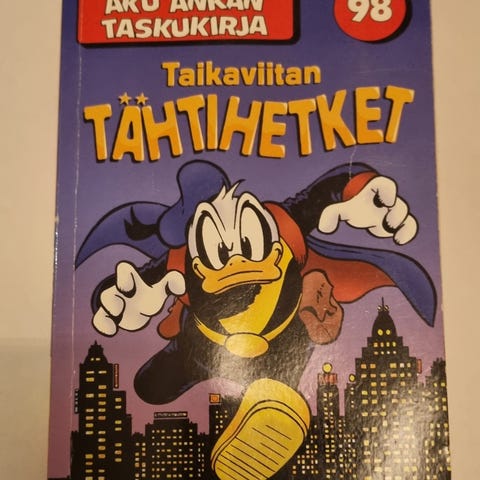 AKU ANKAN
TASKUKIRJA
98
Taikaviitan
TÄHTIHETKET